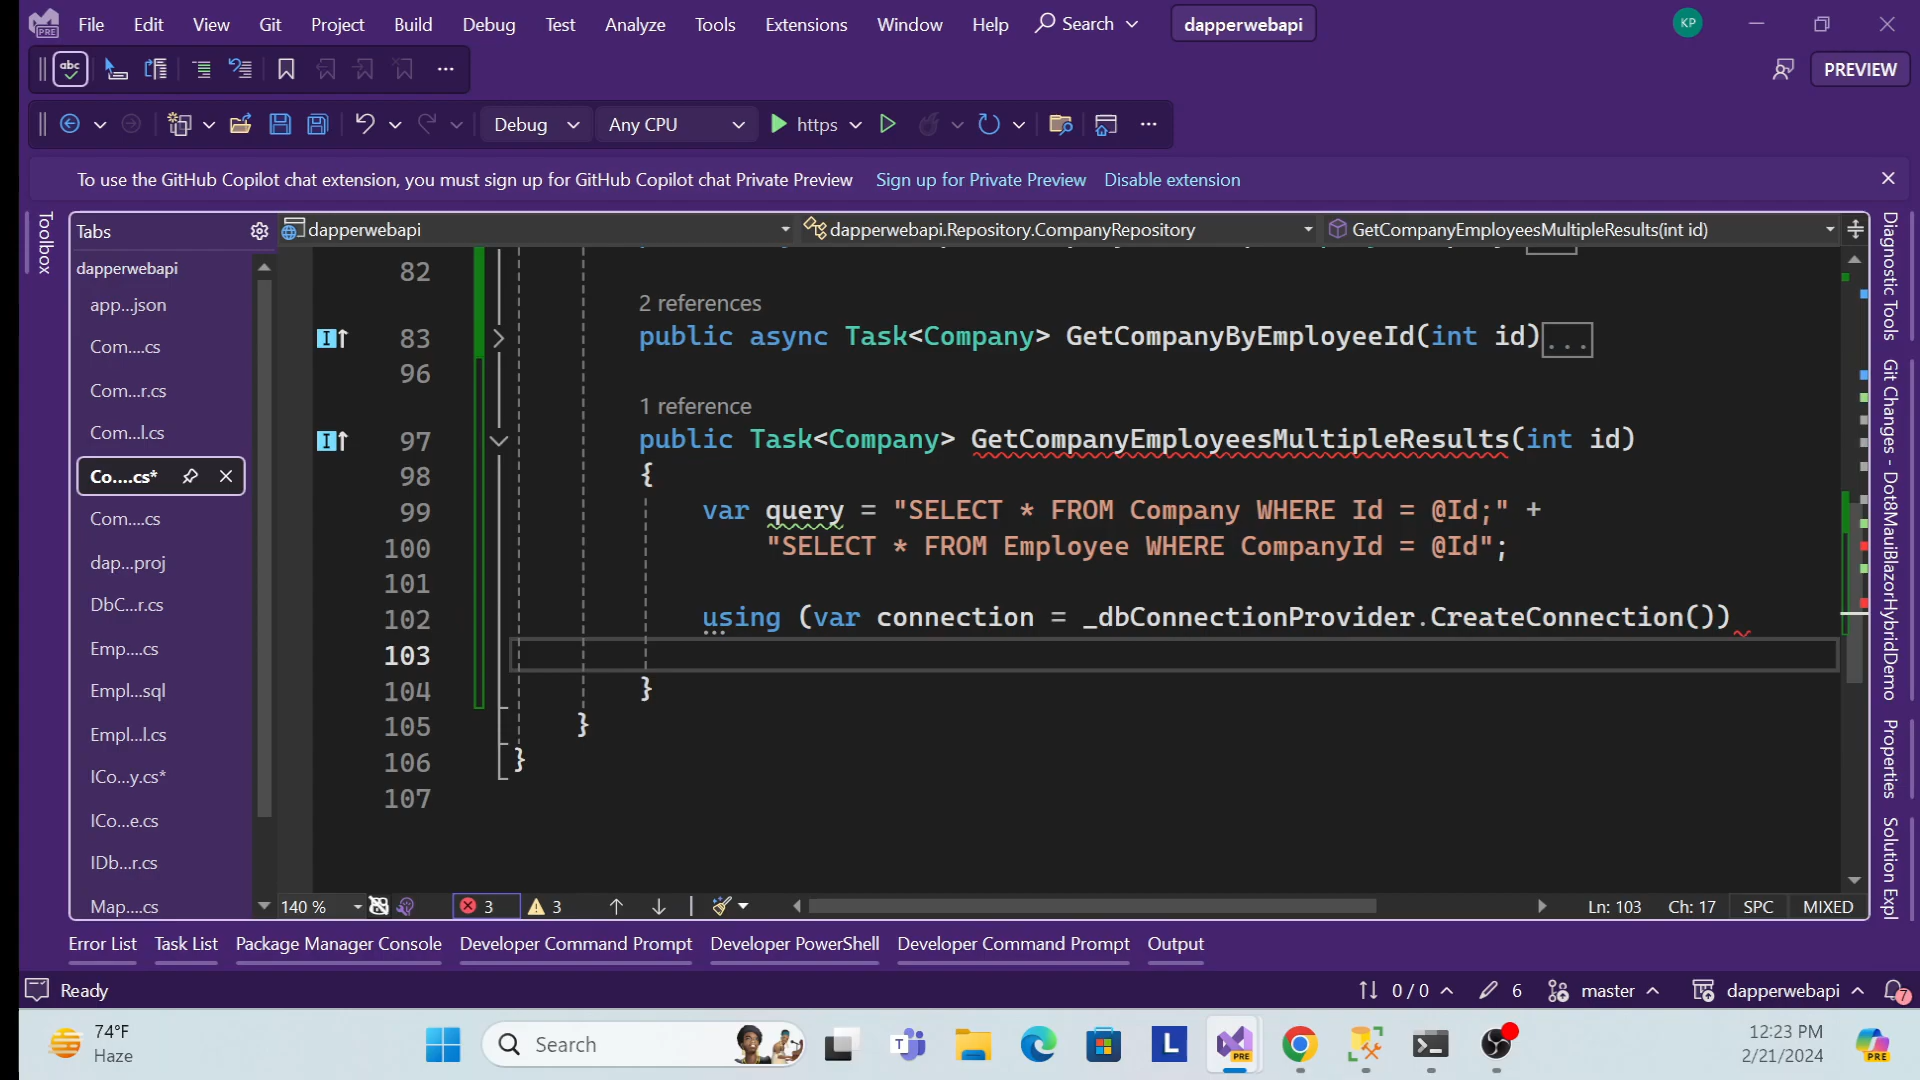 File Edit View Git Project Build Debug Test Analyze Tools Extensions Window Help Search dapperwebapi KP
abc PREVIEW
Debug Any CPU https
To use the GitHub Copilot chat extension, you must sign up for GitHub Copilot chat Private Preview Sign up for Private Preview Disable extension
Toolbox
Tabs
dapperwebapi
app...json
Com....cs
Com...r.cs
Com...l.cs
Co....cs*
Com....cs
dap...proj
DbC...r.cs
Emp....cs
Empl...sql
Empl...l.cs
ICo...y.cs*
ICo...e.cs
IDb...r.cs
Map....cs
dapperwebapi dapperwebapi.Repository.CompanyRepository GetCompanyEmployeesMultipleResults(int id)
82
2 references
83 public async Task<Company> GetCompanyByEmployeeId(int id)...
96
1 reference
97 public Task<Company> GetCompanyEmployeesMultipleResults(int id)
98 {
99 var query = "SELECT * FROM Company WHERE Id = @Id;" +
100 "SELECT * FROM Employee WHERE CompanyId = @Id";
101
102 using (var connection = _dbConnectionProvider.CreateConnection())
103
104 }
105 }
106 }
107
140 % 3 3 Ln: 103 Ch: 17 SPC MIXED
Diagnostic Tools
Git Changes - Dot8MauiBlazorHybridDemo
Properties
Solution Expl
Error List Task List Package Manager Console Developer Command Prompt Developer PowerShell Developer Command Prompt Output
Ready 0 / 0 6 master dapperwebapi 7
74°F
Haze
Search
T
L
PRE
12:23 PM
2/21/2024
PRE